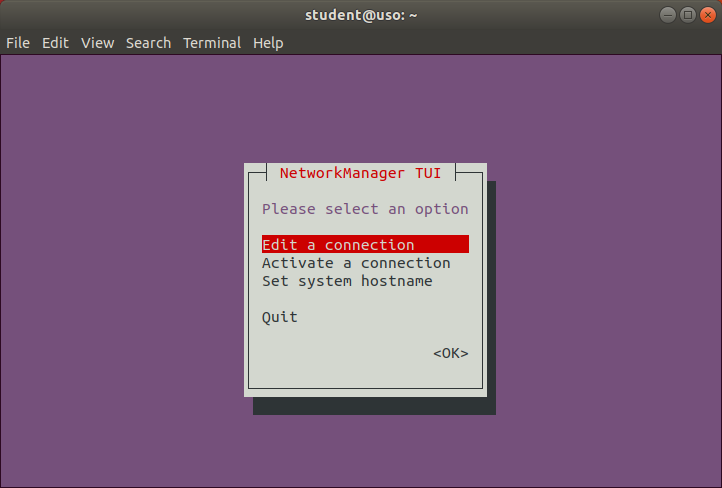 student@uso: ~
File Edit View Search Terminal Help
NetworkManager TUI
Please select an option
Edit a connection
Activate a connection
Set system hostname
Quit
<OK>